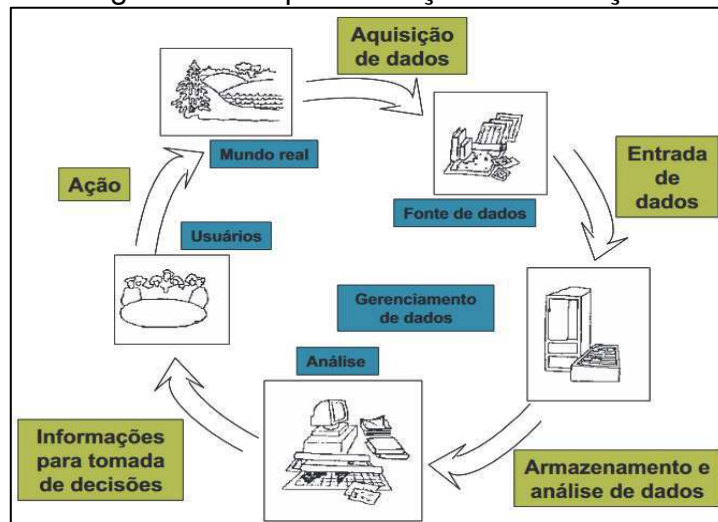 Aquisição
de dados
Mundo real
Entrada
de
dados
Ação
Fonte de dados
Usuários
Gerenciamento
de dados
Análise
Informações
para tomada
de decisões
Armazenamento e
análise de dados